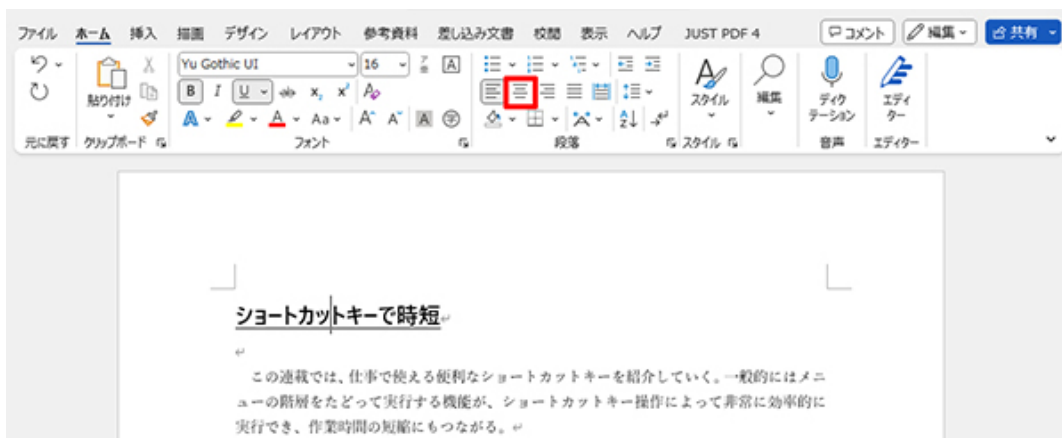 ファイル ホーム 挿入 描画 デザイン レイアウト 参考資料 差し込み文書 校閲 表示 ヘルプ JUST PDF 4 コメント 編集 共有
Yu Gothic UI 16
貼り付け スタイル 編集 ディクテーション エディター
元に戻す クリップボード フォント 段落 スタイル 音声 エディター
ショートカットキーで時短
この連載では、仕事で使える便利なショートカットキーを紹介していく。一般的にはメニ
ューの階層をたどって実行する機能が、ショートカットキー操作によって非常に効率的に
実行でき、作業時間の短縮にもつながる。